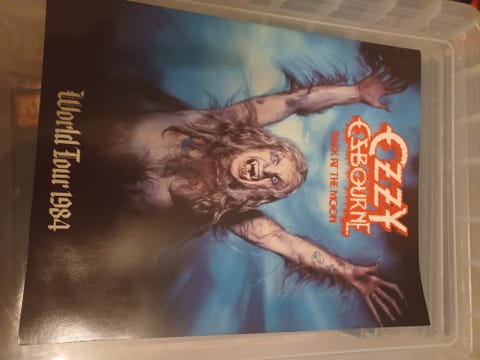 OZZY
OSBOURNE
BARK AT THE MOON
World Tour 1984